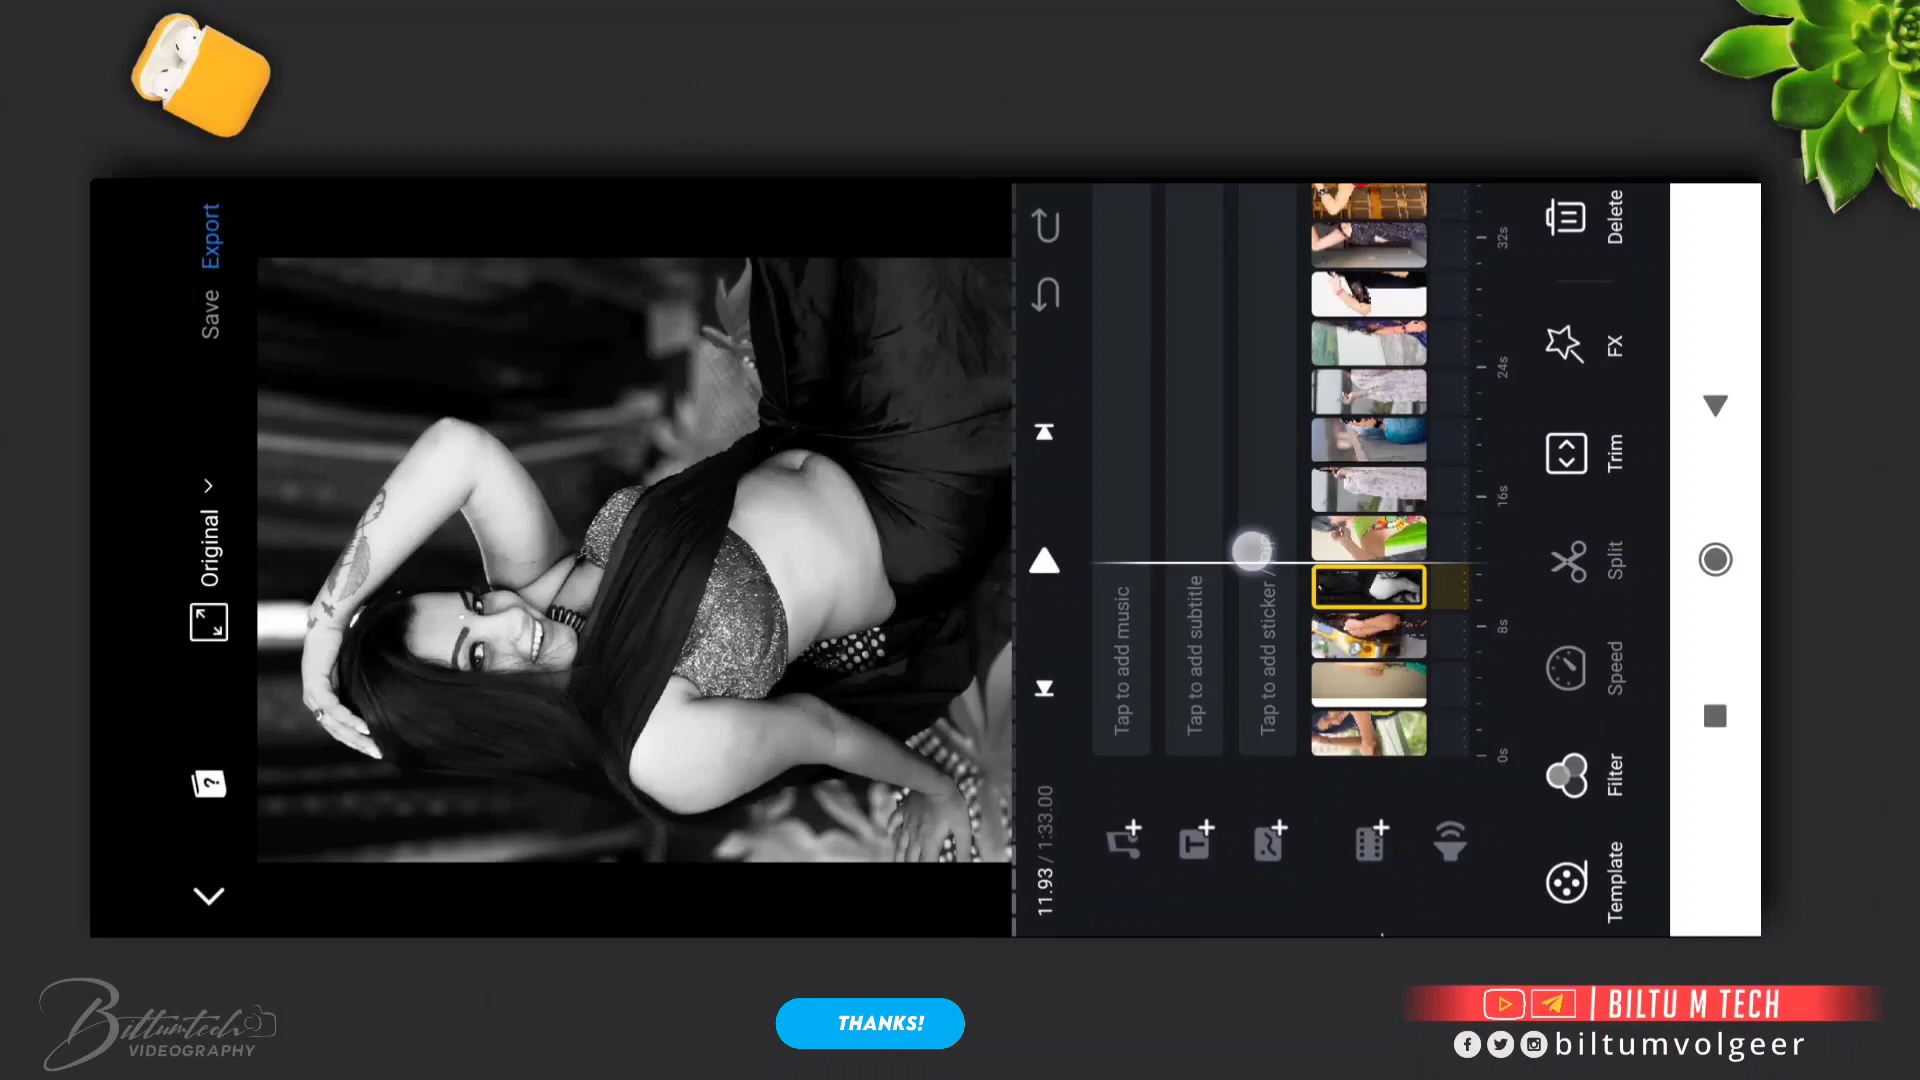 Save Export
Original
Tap to add music
Tap to add subtitle
Tap to add sticker /
11.93 / 1:33.00
0s
8s
16s
24s
32s
Template
Filter
Speed
Split
Trim
FX
Delete
Biltumtech
VIDEOGRAPHY
THANKS!
| BILTU M TECH
biltumvolgeer